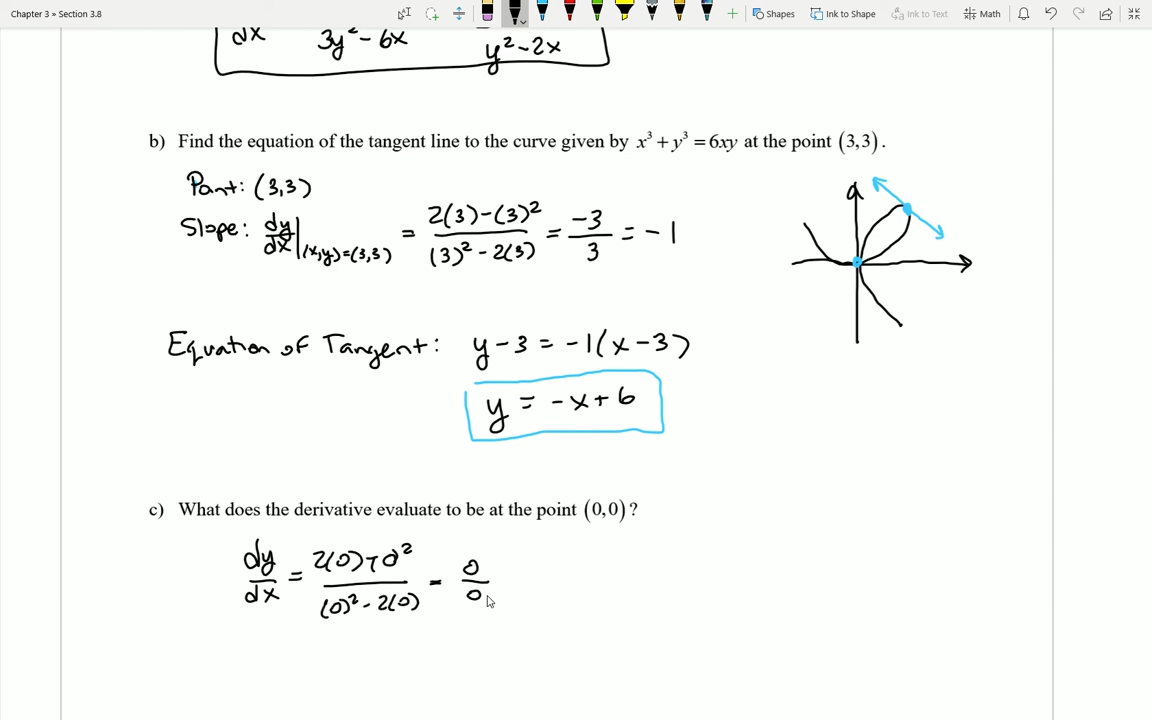 Chapter 3 » Section 3.8
Shapes Ink to Shape Ink to Text Math
dx 3y² - 6x y² - 2x
b) Find the equation of the tangent line to the curve given by x³ + y³ = 6xy at the point (3,3).
Point: (3,3)
Slope: dy/dx |(x,y)=(3,3) = (2(3)-(3)²)/((3)²-2(3)) = -3/3 = -1
Equation of Tangent: y-3 = -1(x-3)
y = -x+6
c) What does the derivative evaluate to be at the point (0,0)?
dy/dx = (2(0)-0²)/((0)²-2(0)) = 0/0